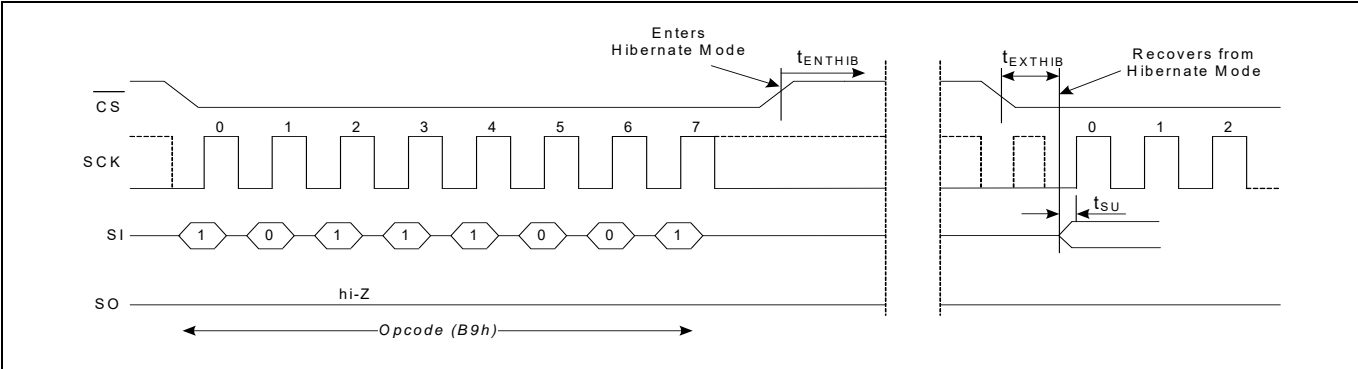 Enters
Hibernate Mode
tENTHIB
tEXTHIB
Recovers from
Hibernate Mode
CS
0 1 2 3 4 5 6 7 0 1 2
SCK
tSU
SI 1 0 1 1 1 0 0 1
hi-Z
SO
Opcode (B9h)